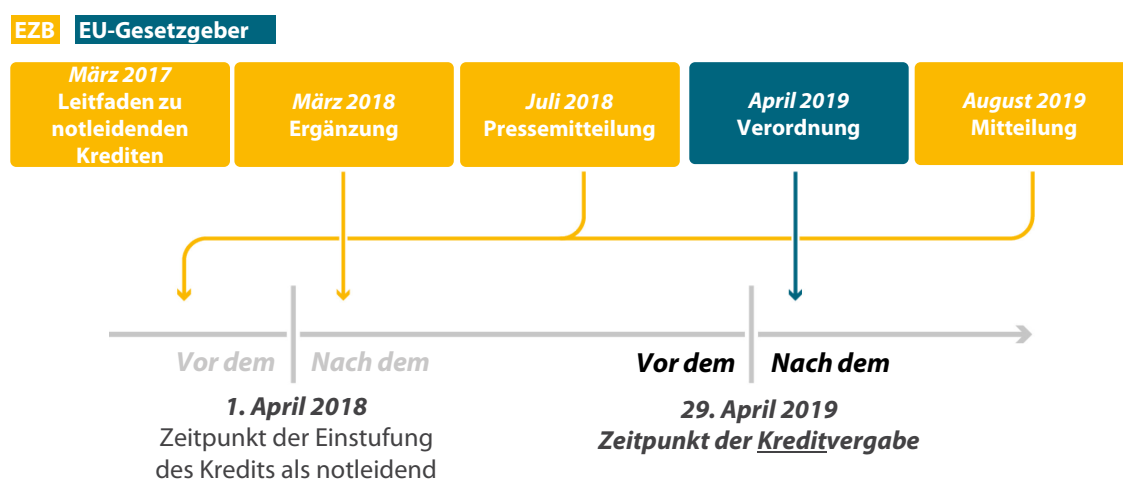 EZB EU-Gesetzgeber
März 2017
Leitfaden zu
notleidenden
Krediten
März 2018
Ergänzung
Juli 2018
Pressemitteilung
April 2019
Verordnung
August 2019
Mitteilung
Vor dem Nach dem
1. April 2018
Zeitpunkt der Einstufung
des Kredits als notleidend
Vor dem Nach dem
29. April 2019
Zeitpunkt der Kreditvergabe